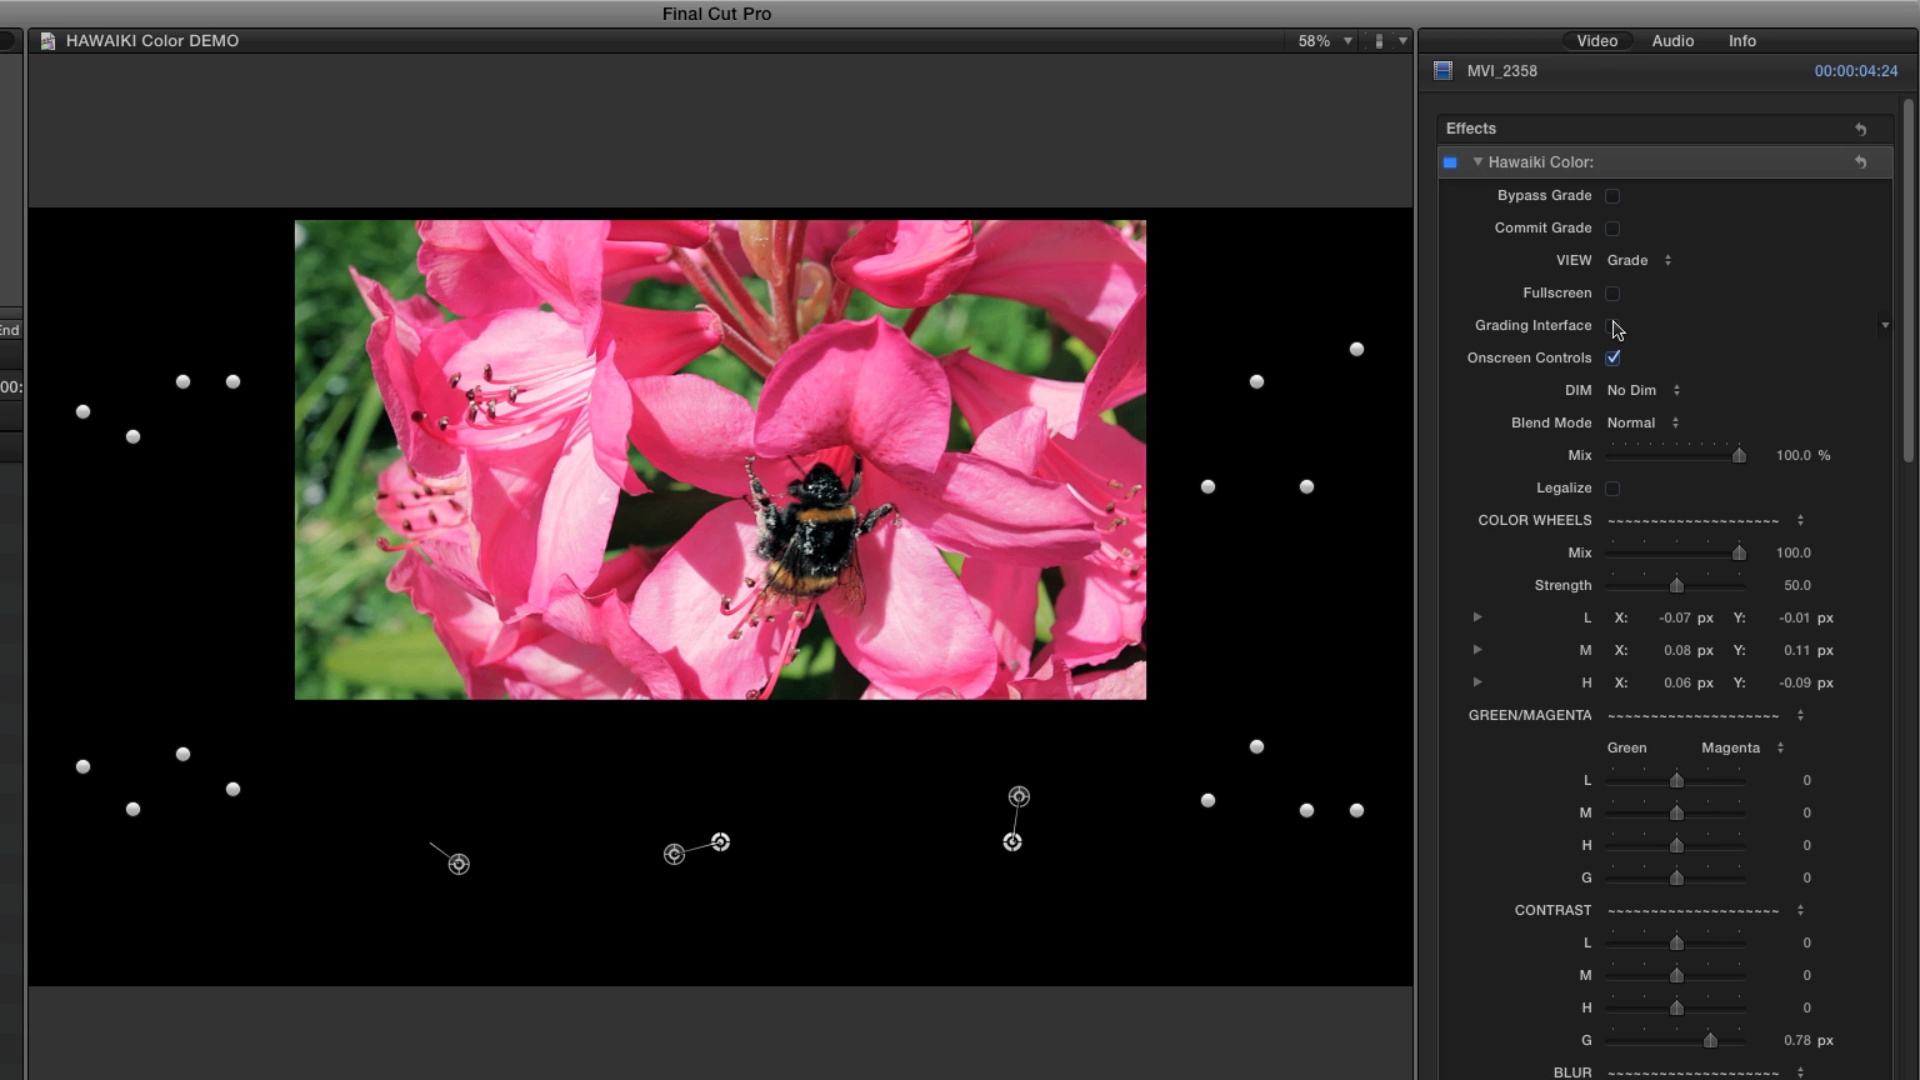 Final Cut Pro
HAWAIKI Color DEMO
58%
Video Audio Info
MVI_2358 00:00:04:24
Effects
Hawaiki Color:
Bypass Grade
Commit Grade
VIEW Grade
Fullscreen
End
Grading Interface
Onscreen Controls
00:
DIM No Dim
Blend Mode Normal
Mix 100.0 %
Legalize
COLOR WHEELS ~~~~~~~~~~~~~~~~~~~~
Mix 100.0
Strength 50.0
L X: -0.07 px Y: -0.01 px
M X: 0.08 px Y: 0.11 px
H X: 0.06 px Y: -0.09 px
GREEN/MAGENTA ~~~~~~~~~~~~~~~~~~~~
Green Magenta
L 0
M 0
H 0
G 0
CONTRAST ~~~~~~~~~~~~~~~~~~~~
L 0
M 0
H 0
G 0.78 px
BLUR ~~~~~~~~~~~~~~~~~~~~